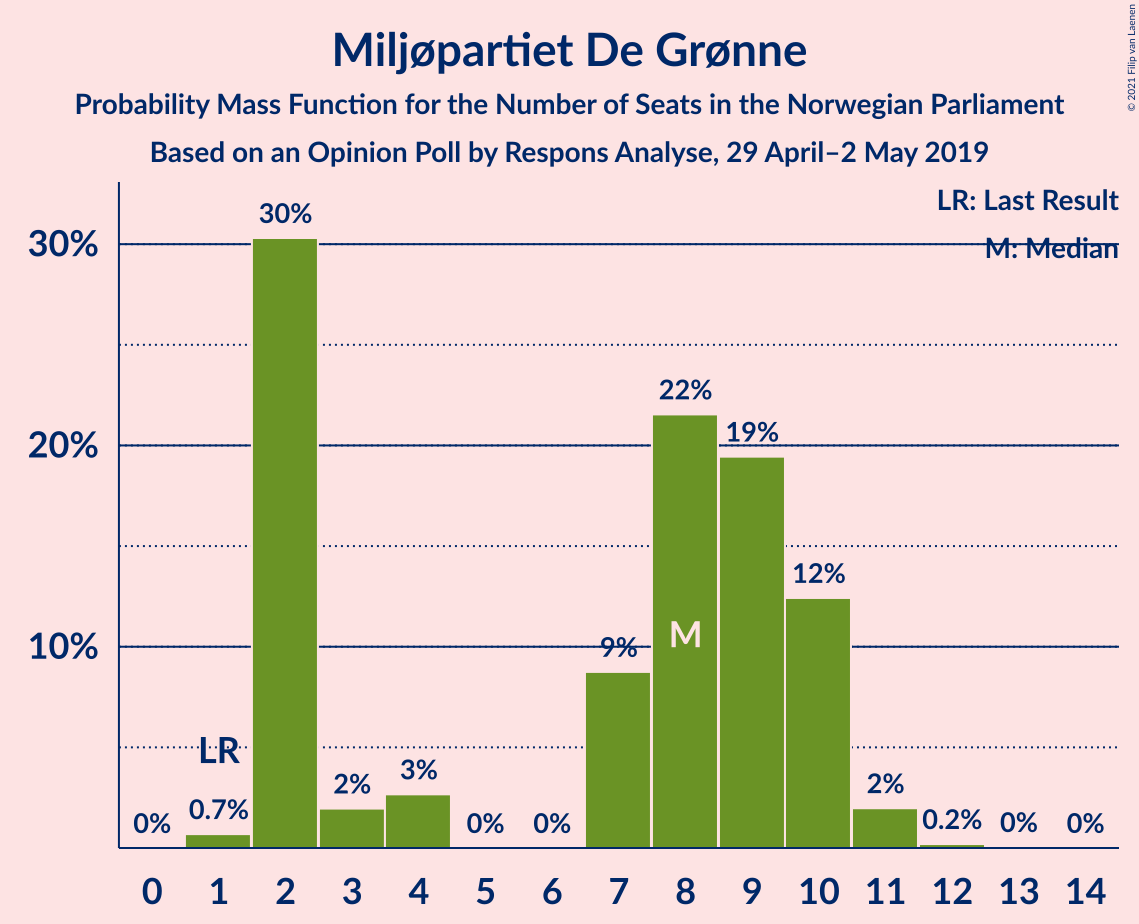 Miljøpartiet De Grønne
Probability Mass Function for the Number of Seats in the Norwegian Parliament
Based on an Opinion Poll by Respons Analyse, 29 April–2 May 2019
© 2021 Filip van Laenen
LR: Last Result
M: Median
30%
20%
10%
0%
0.7%
LR
30%
2%
3%
0%
0%
9%
22%
M
19%
12%
2%
0.2%
0%
0%
0 1 2 3 4 5 6 7 8 9 10 11 12 13 14